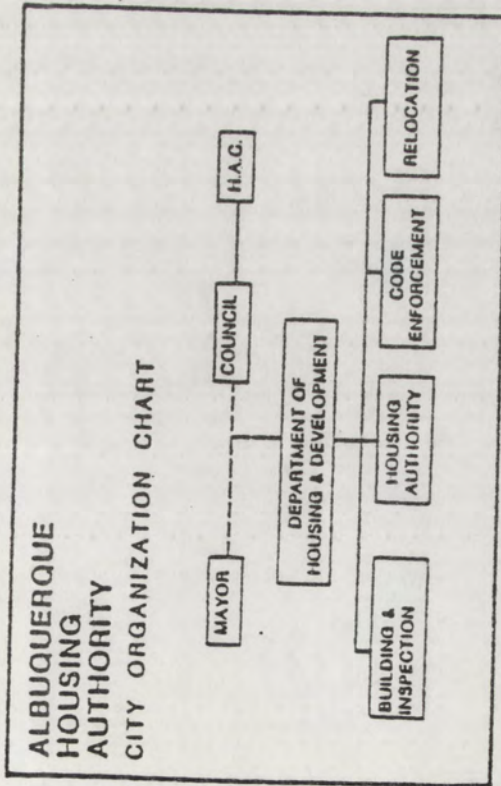 ALBUQUERQUE
HOUSING
AUTHORITY
CITY ORGANIZATION CHART
MAYOR
COUNCIL
H.A.C.
DEPARTMENT OF
HOUSING & DEVELOPMENT
BUILDING &
INSPECTION
HOUSING
AUTHORITY
CODE
ENFORCEMENT
RELOCATION